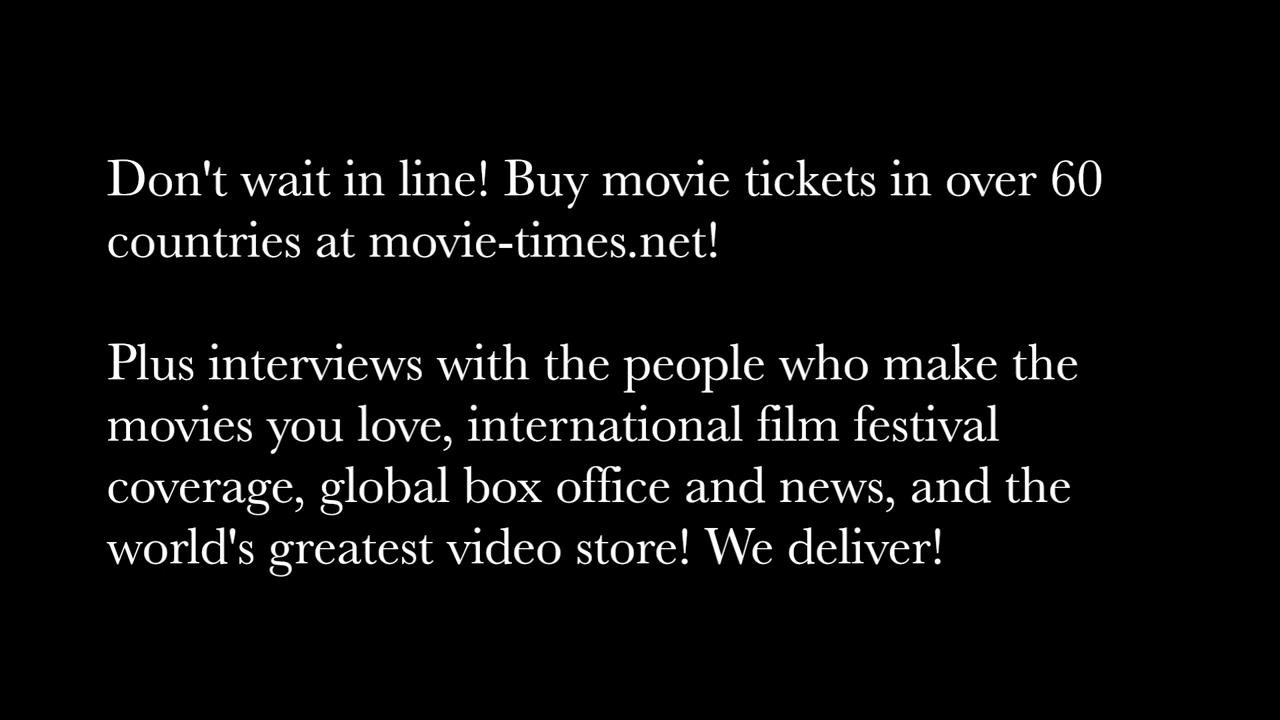 Don't wait in line! Buy movie tickets in over 60
countries at movie-times.net!
Plus interviews with the people who make the
movies you love, international film festival
coverage, global box office and news, and the
world's greatest video store! We deliver!